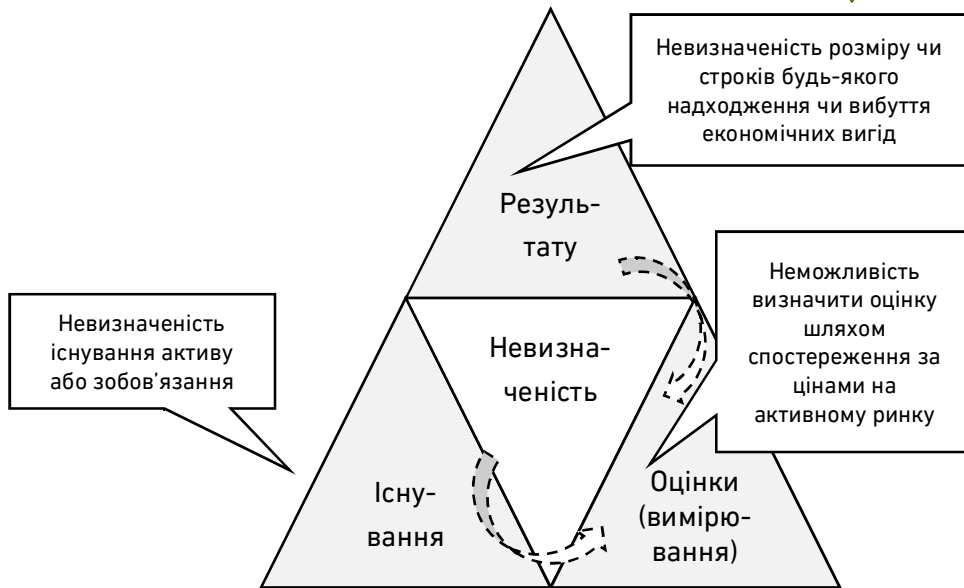 Невизначеність розміру чи
строків будь-якого
надходження чи вибуття
економічних вигід
Резуль-
тату
Неможливість
визначити оцінку
шляхом
спостереження за
цінами на
активному ринку
Невизначеність
існування активу
або зобов’язання
Невизна-
ченість
Існу-
вання
Оцінки
(вимірю-
вання)